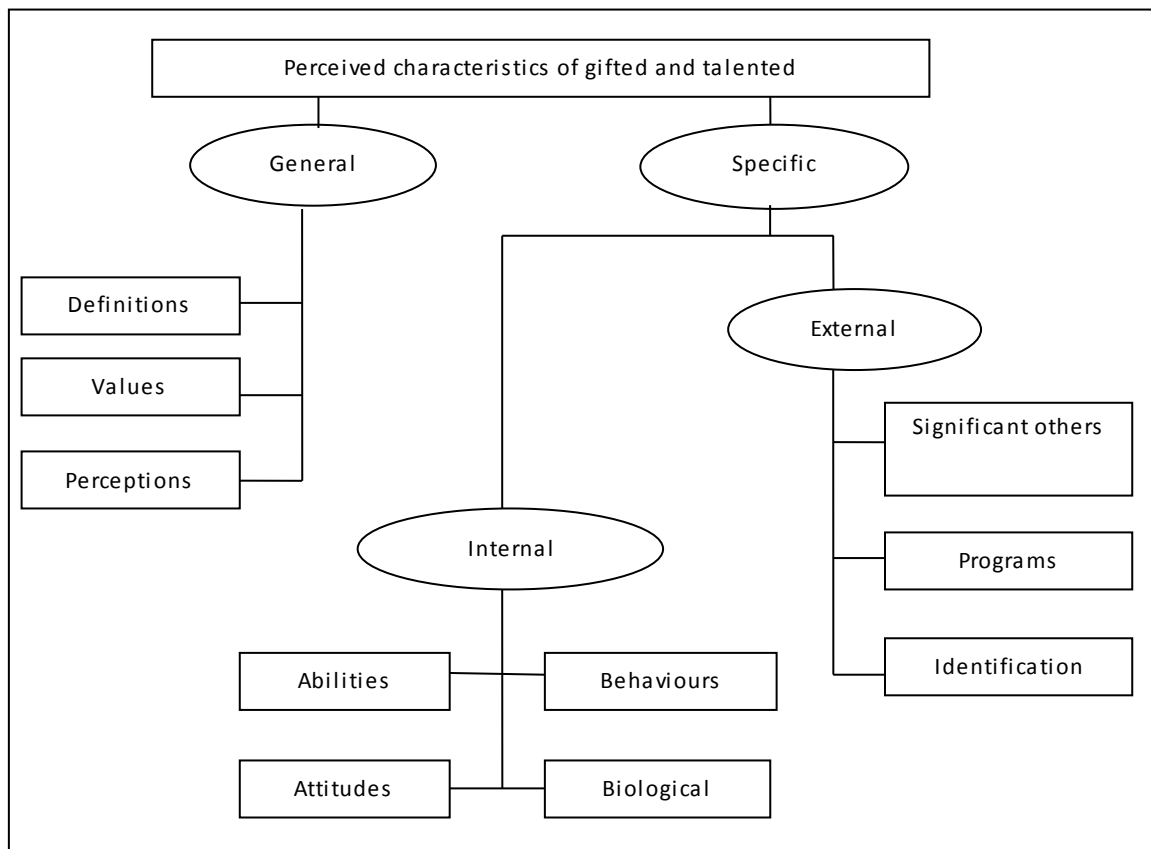 Perceived characteristics of gifted and talented
General
Specific
Definitions
Values
Perceptions
External
Significant others
Programs
Identification
Internal
Abilities
Behaviours
Attitudes
Biological